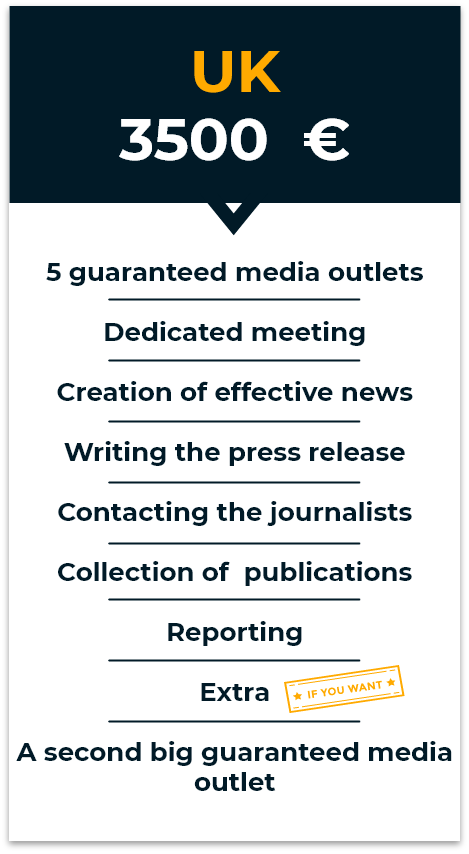 UK
3500 €
5 guaranteed media outlets
Dedicated meeting
Creation of effective news
Writing the press release
Contacting the journalists
Collection of publications
Reporting
Extra
IF YOU WANT
A second big guaranteed media
outlet